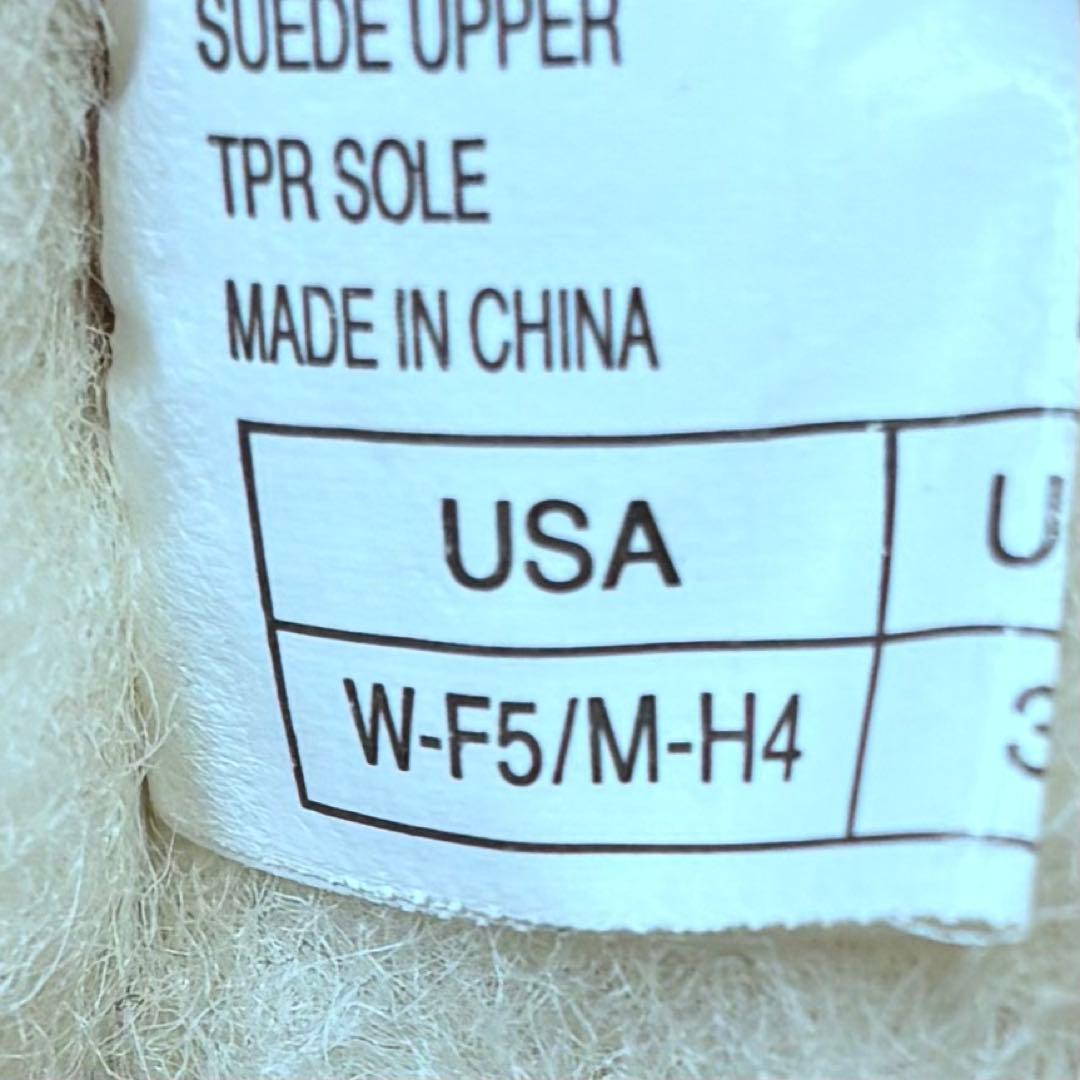 SUEDE UPPER
TPR SOLE
MADE IN CHINA
USA
W-F5/M-H4